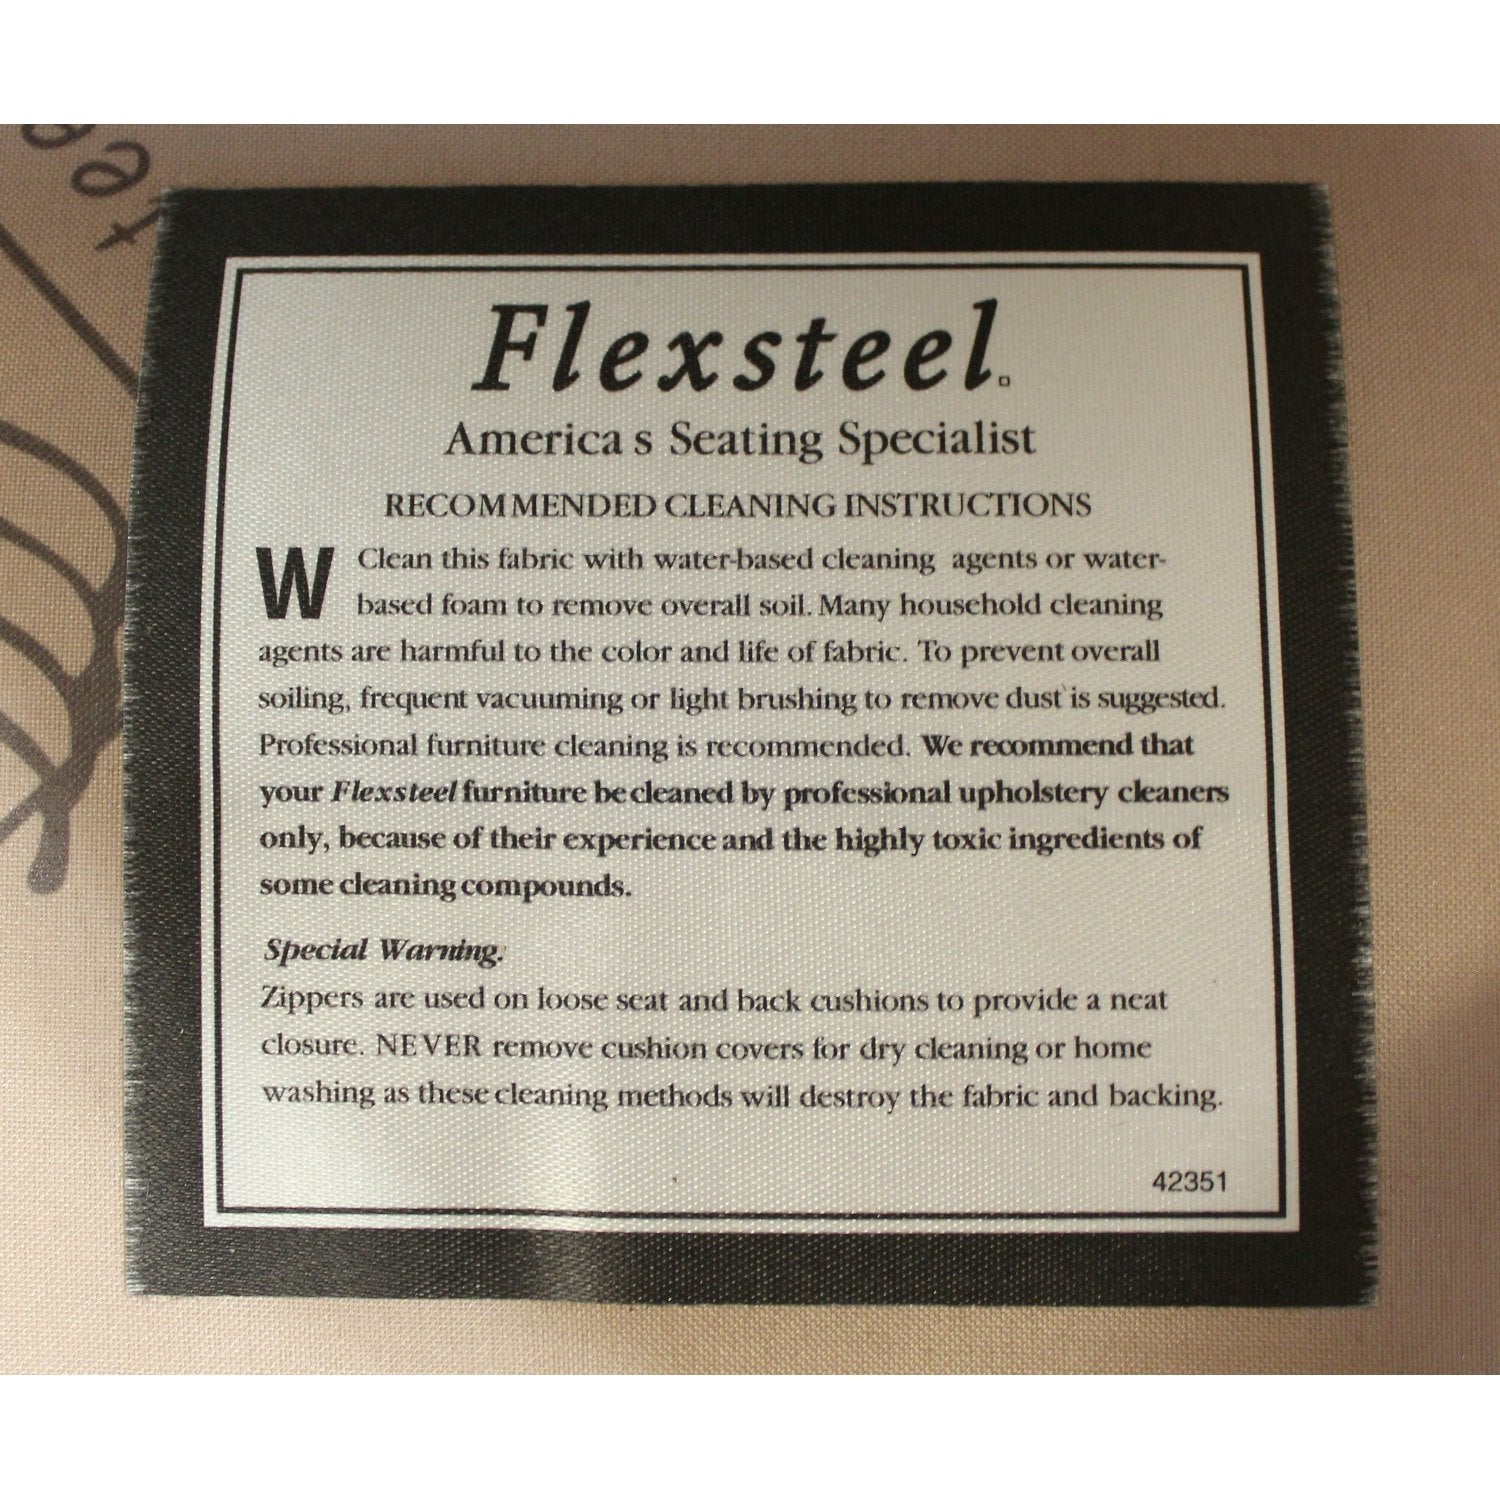 tee
Flexsteel
America s Seating Specialist
RECOMMENDED CLEANING INSTRUCTIONS
W Clean this fabric with water-based cleaning agents or water-
based foam to remove overall soil. Many household cleaning
agents are harmful to the color and life of fabric. To prevent overall
soiling, frequent vacuuming or light brushing to remove dust is suggested.
Professional furniture cleaning is recommended. We recommend that
your Flexsteel furniture be cleaned by professional upholstery cleaners
only, because of their experience and the highly toxic ingredients of
some cleaning compounds.
Special Warning:
Zippers are used on loose seat and back cushions to provide a neat
closure. NEVER remove cushion covers for dry cleaning or home
washing as these cleaning methods will destroy the fabric and backing.
42351